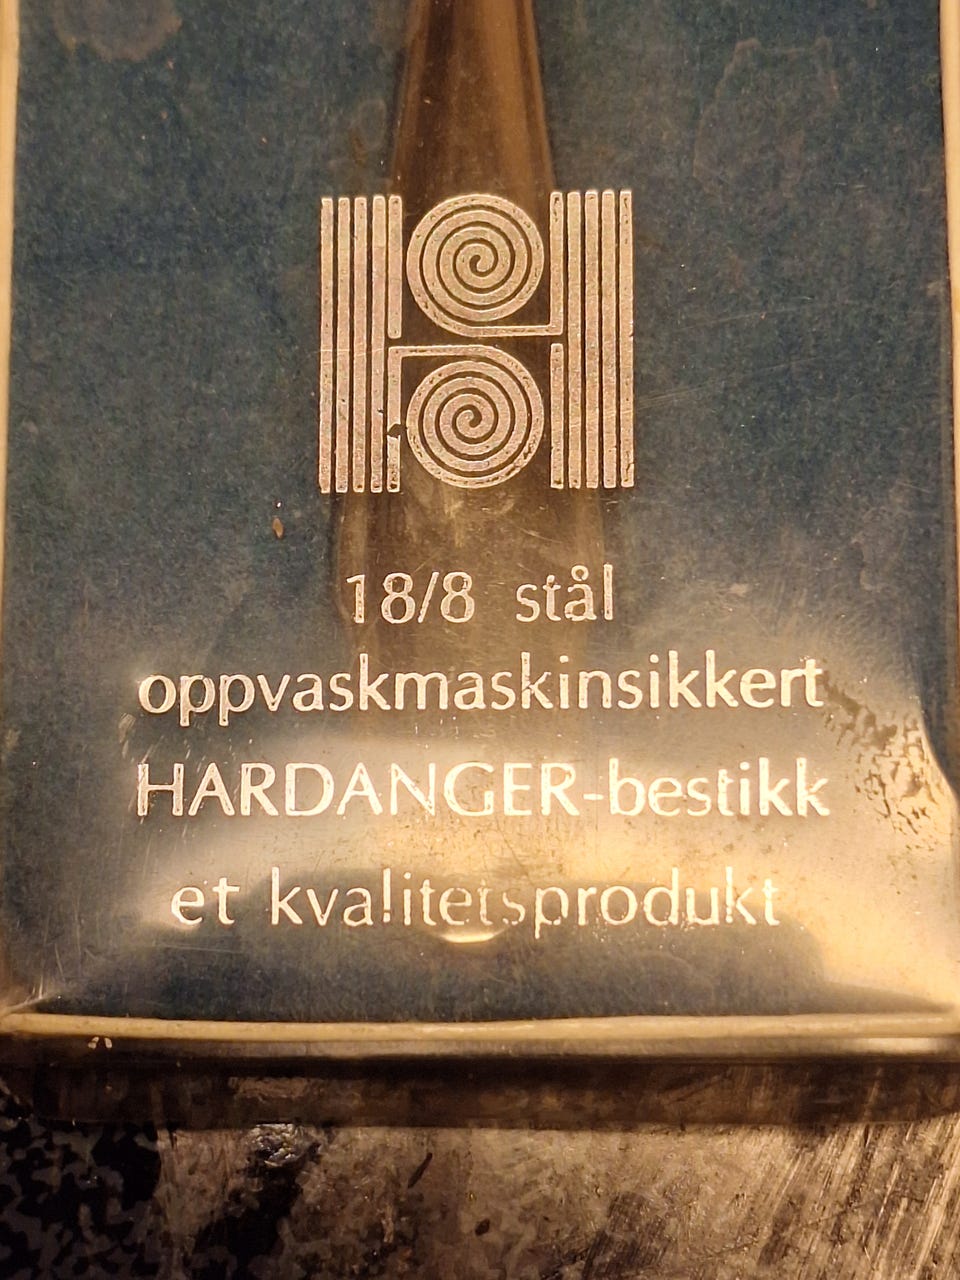 18/8 stål
oppvaskmaskinsikkert
HARDANGER-bestikk
et kvalitetsprodukt